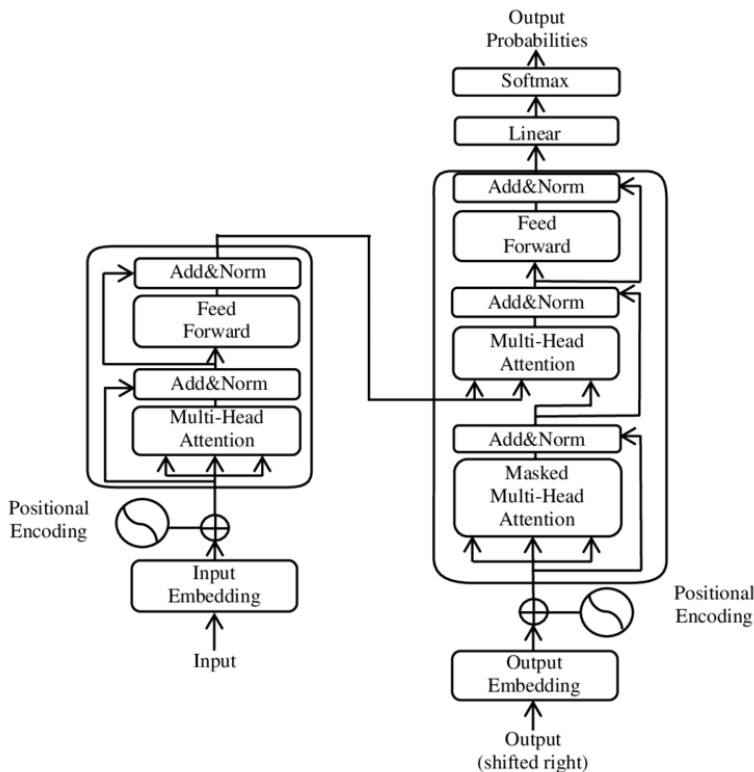 Output
Probabilities
Softmax
Linear
Add&Norm
Feed
Forward
Add&Norm
Multi-Head
Attention
Add&Norm
Masked
Multi-Head
Attention
Positional
Encoding
Output
Embedding
Output
(shifted right)
Add&Norm
Feed
Forward
Add&Norm
Multi-Head
Attention
Positional
Encoding
Input
Embedding
Input